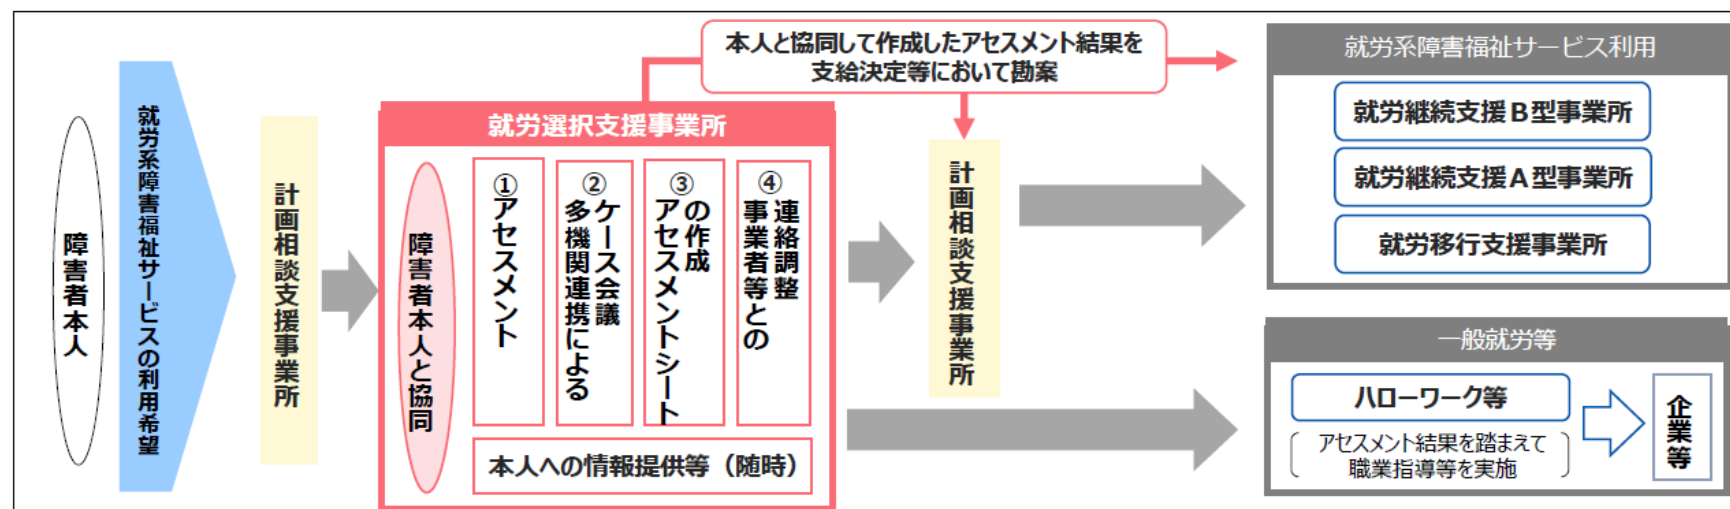 障害者本人
就労系障害福祉サービスの利用希望
計画相談支援事業所
就労選択支援事業所
障害者本人と協同
①
アセスメント
②
ケース会議
多機関連携による
③
の作成
アセスメントシート
④
連絡調整
事業者等との
本人への情報提供等（随時）
本人と協同して作成したアセスメント結果を
支給決定等において勘案
計画相談支援事業所
就労系障害福祉サービス利用
就労継続支援Ｂ型事業所
就労継続支援Ａ型事業所
就労移行支援事業所
一般就労等
ハローワーク等
アセスメント結果を踏まえて
職業指導等を実施
企業等